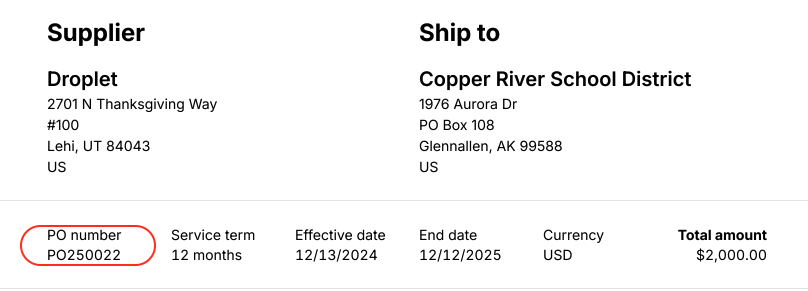 Supplier
Droplet
2701 N Thanksgiving Way
#100
Lehi, UT 84043
US
Ship to
Copper River School District
1976 Aurora Dr
PO Box 108
Glennallen, AK 99588
US
PO number
PO250022
Service term
12 months
Effective date
12/13/2024
End date
12/12/2025
Currency
USD
Total amount
$2,000.00